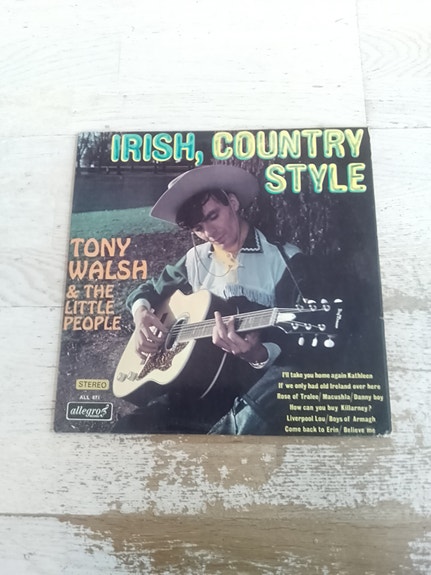 IRISH, COUNTRY
STYLE
TONY
WALSH
& THE
LITTLE
PEOPLE
I'll take you home again Kathleen
If we only had old Ireland over here
Rose of Tralee/ Macushla/ Danny boy
How can you buy Killarney?
Liverpool Lou/ Boys of Armagh
Come back to Erin/ Believe me
STEREO
ALL 871
allegro